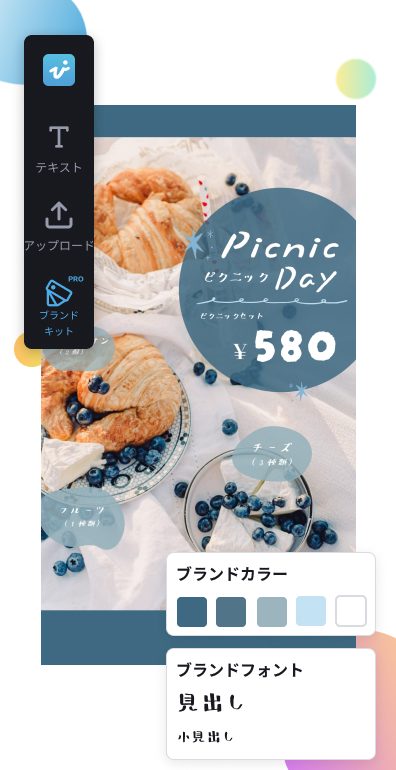 テキスト
アップロード
PRO
ブランド
キット
Picnic
ピクニック Day
ピクニックセット
¥ 580
(2個)
チーズ
(3種類)
フルーツ
(1種類)
ブランドカラー
ブランドフォント
見出し
小見出し